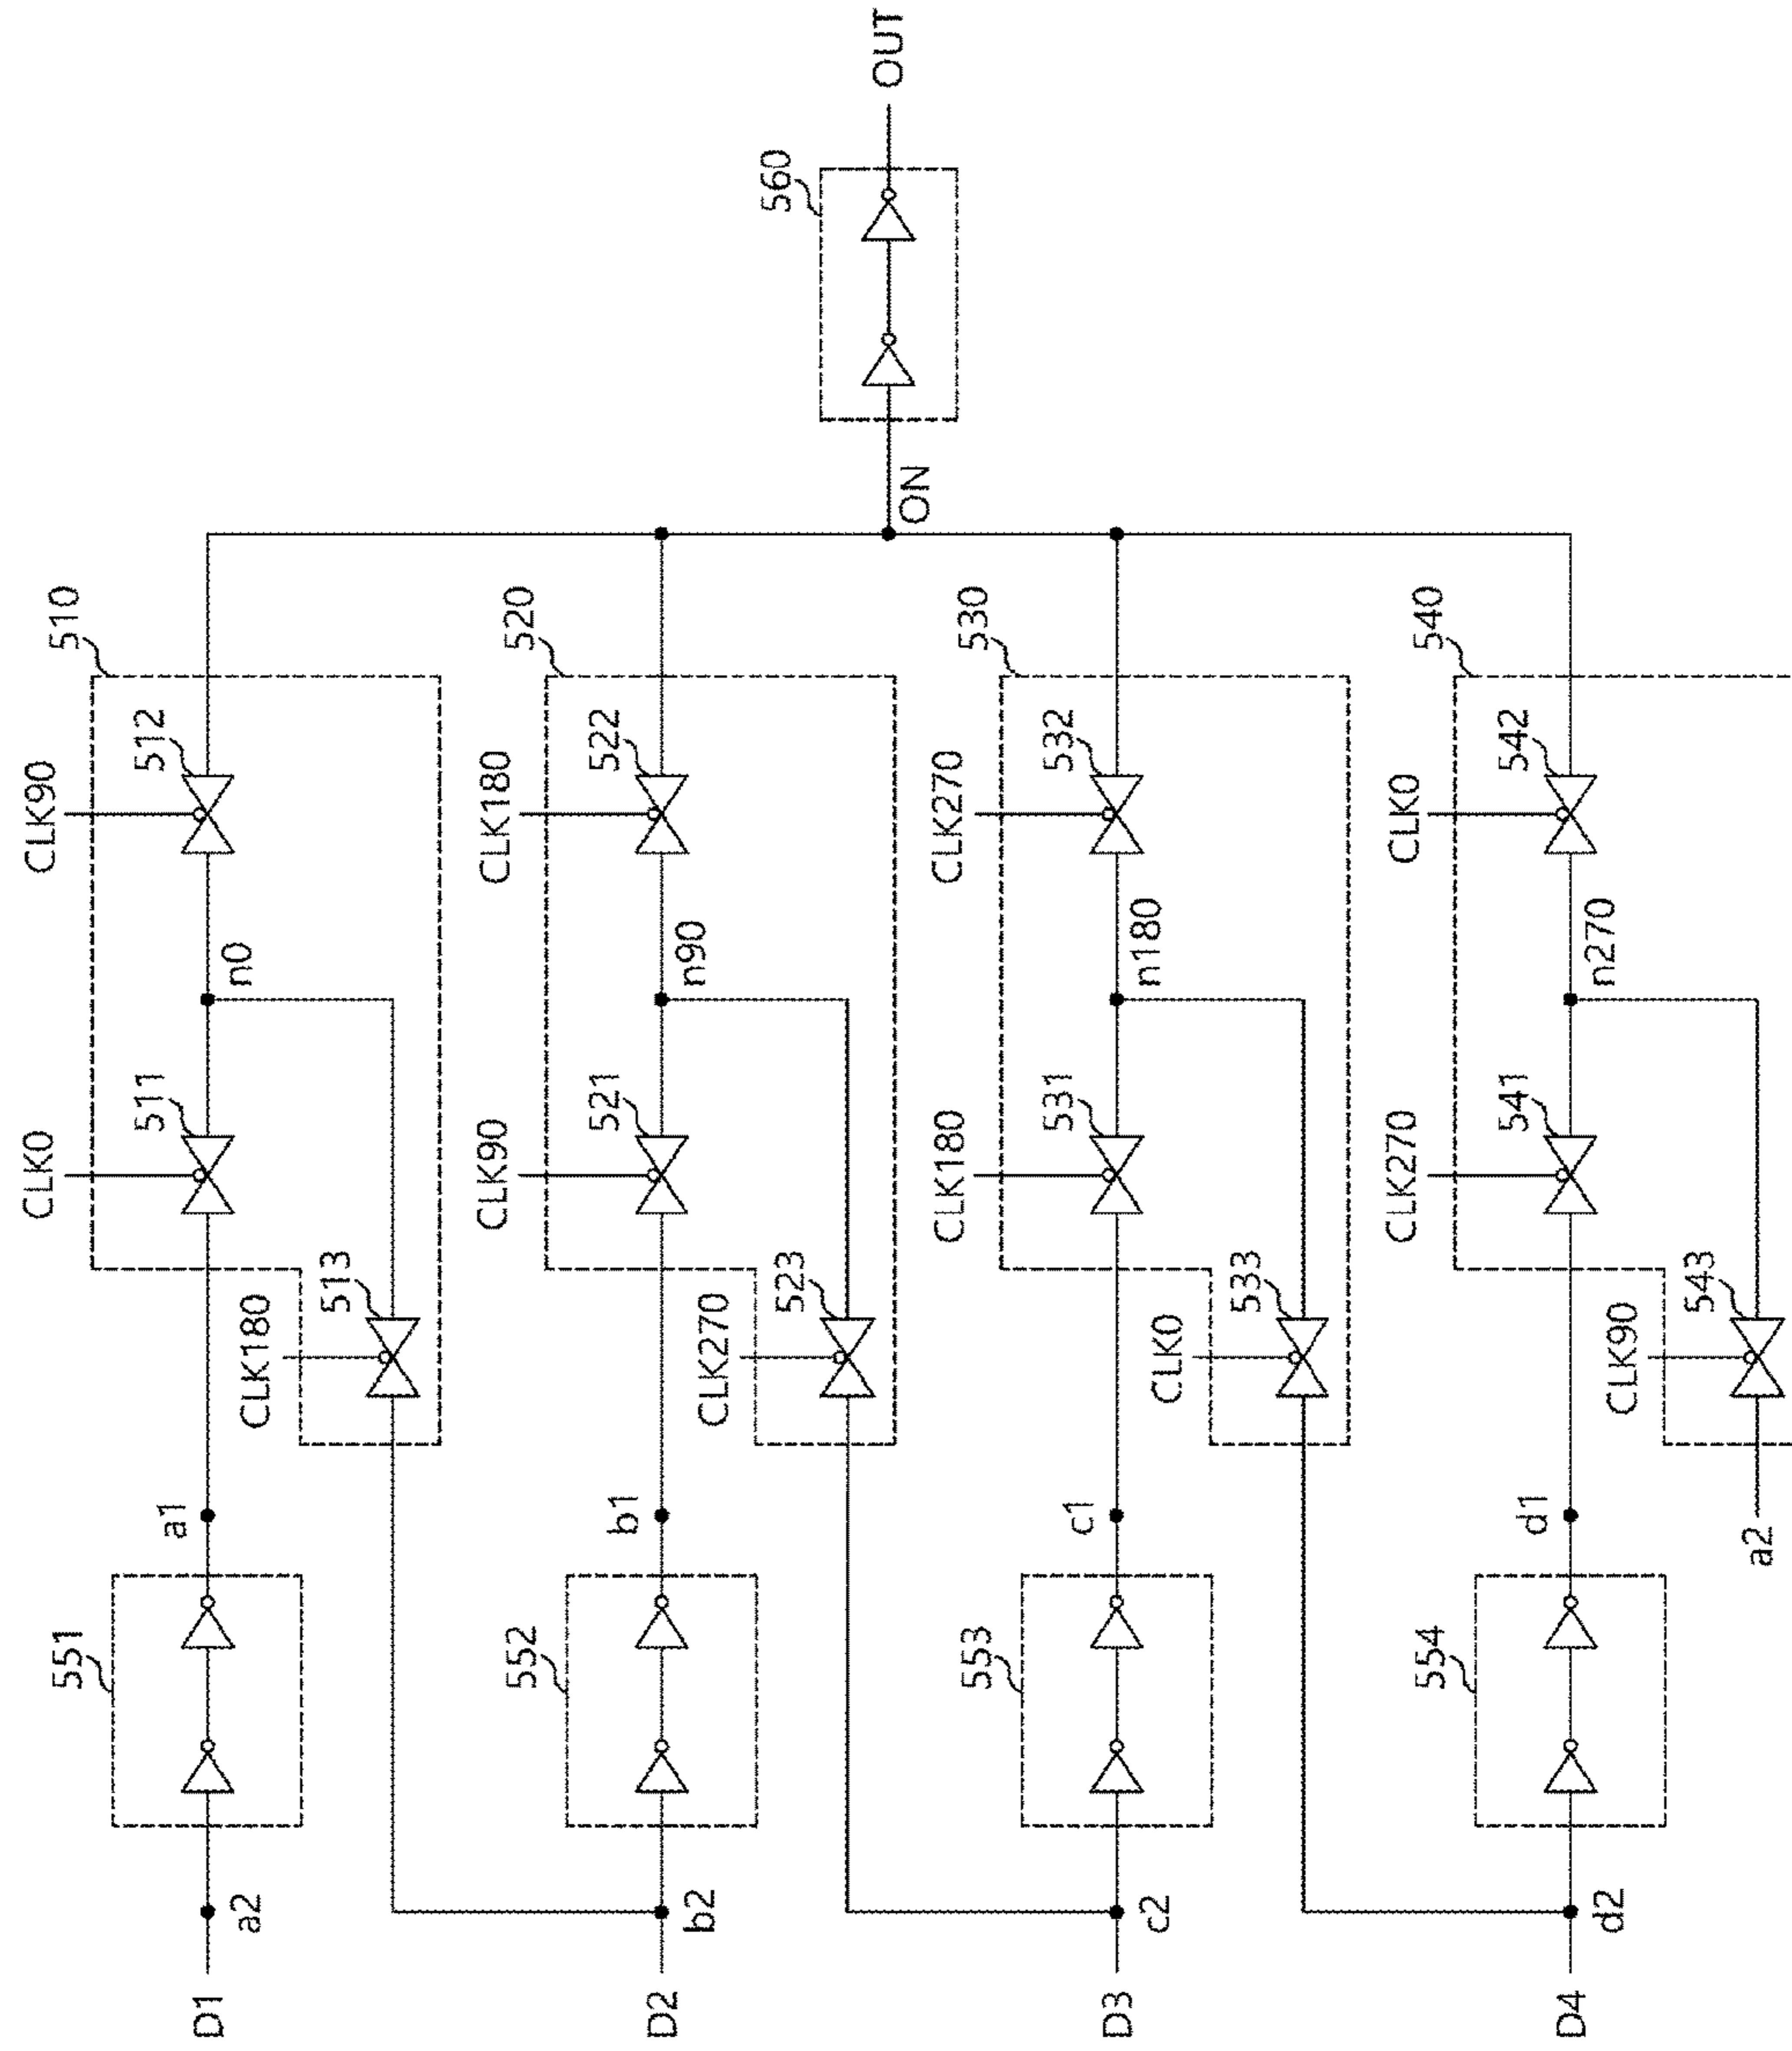 CLK0
CLK90
510
551
a1
511
n0
512
D1
a2
CLK180
513
CLK90
CLK180
520
552
b1
521
n90
522
560
D2
b2
CLK270
523
ON
OUT
CLK180
CLK270
530
553
c1
531
n180
532
D3
c2
CLK0
533
CLK270
CLK0
540
554
d1
541
n270
542
D4
d2
CLK90
543
a2